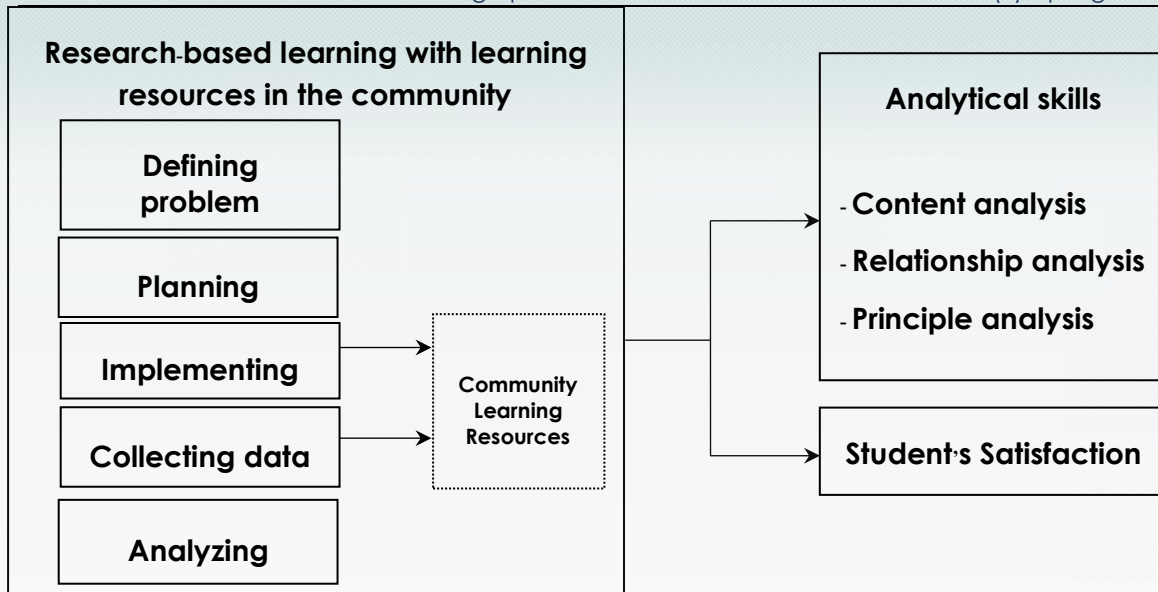 Research-based learning with learning
resources in the community
Defining
problem
Planning
Implementing
Collecting data
Analyzing
Community
Learning
Resources
Analytical skills
- Content analysis
- Relationship analysis
- Principle analysis
Student's Satisfaction